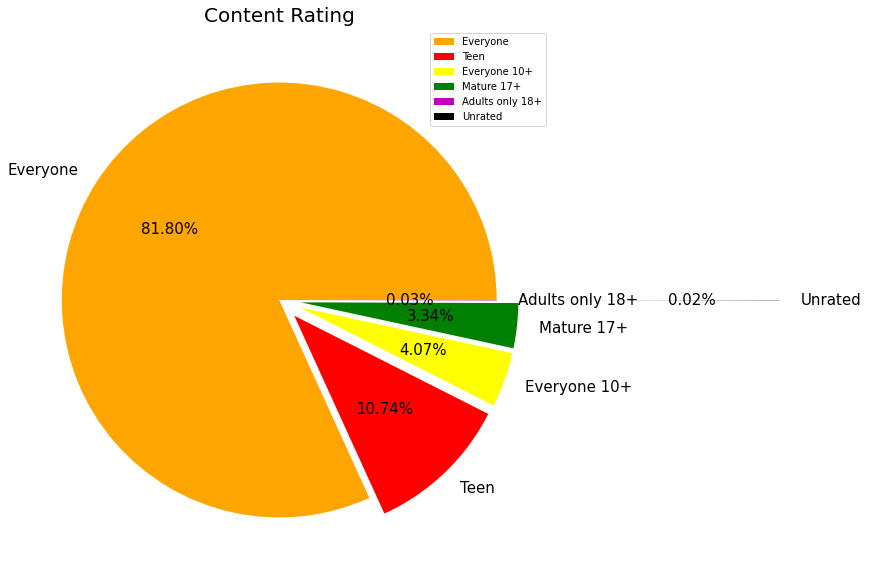 Content Rating
Everyone
Teen
Everyone 10+
Mature 17+
Adults only 18+
Unrated
Everyone
81.80%
0.03%
Adults only 18+
0.02%
Unrated
3.34%
Mature 17+
4.07%
Everyone 10+
10.74%
Teen